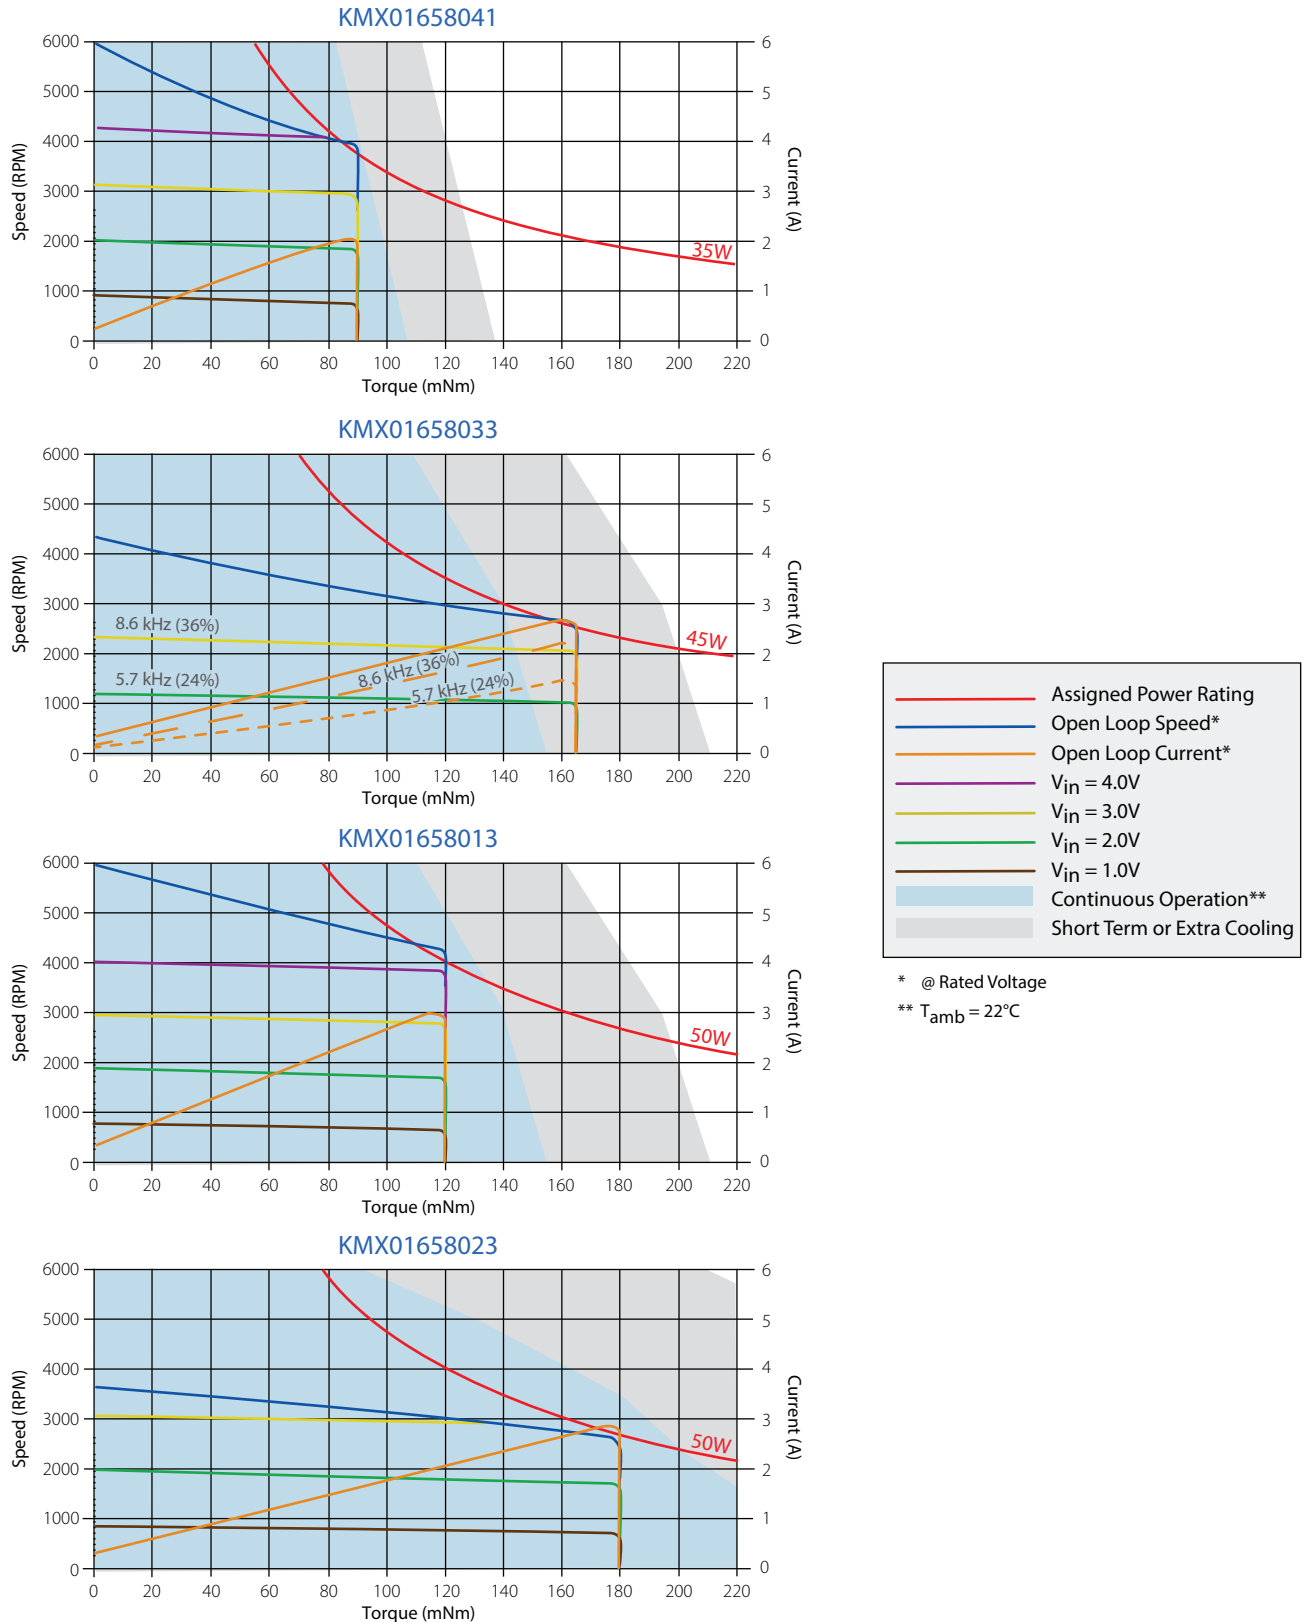 KMX01658041
6000
5000
4000
3000
2000
1000
0
Speed (RPM)
6
5
4
3
2
1
0
Current (A)
35W
0 20 40 60 80 100 120 140 160 180 200 220
Torque (mNm)
KMX01658033
6000
5000
4000
3000
2000
1000
0
Speed (RPM)
6
5
4
3
2
1
0
Current (A)
8.6 kHz (36%)
5.7 kHz (24%)
8.6 kHz (36%)
5.7 kHz (24%)
45W
0 20 40 60 80 100 120 140 160 180 200 220
Torque (mNm)
KMX01658013
6000
5000
4000
3000
2000
1000
0
Speed (RPM)
6
5
4
3
2
1
0
Current (A)
50W
0 20 40 60 80 100 120 140 160 180 200 220
Torque (mNm)
KMX01658023
6000
5000
4000
3000
2000
1000
0
Speed (RPM)
6
5
4
3
2
1
0
Current (A)
50W
0 20 40 60 80 100 120 140 160 180 200 220
Torque (mNm)
Assigned Power Rating
Open Loop Speed*
Open Loop Current*
Vin = 4.0V
Vin = 3.0V
Vin = 2.0V
Vin = 1.0V
Continuous Operation**
Short Term or Extra Cooling
* @ Rated Voltage
** Tamb = 22°C